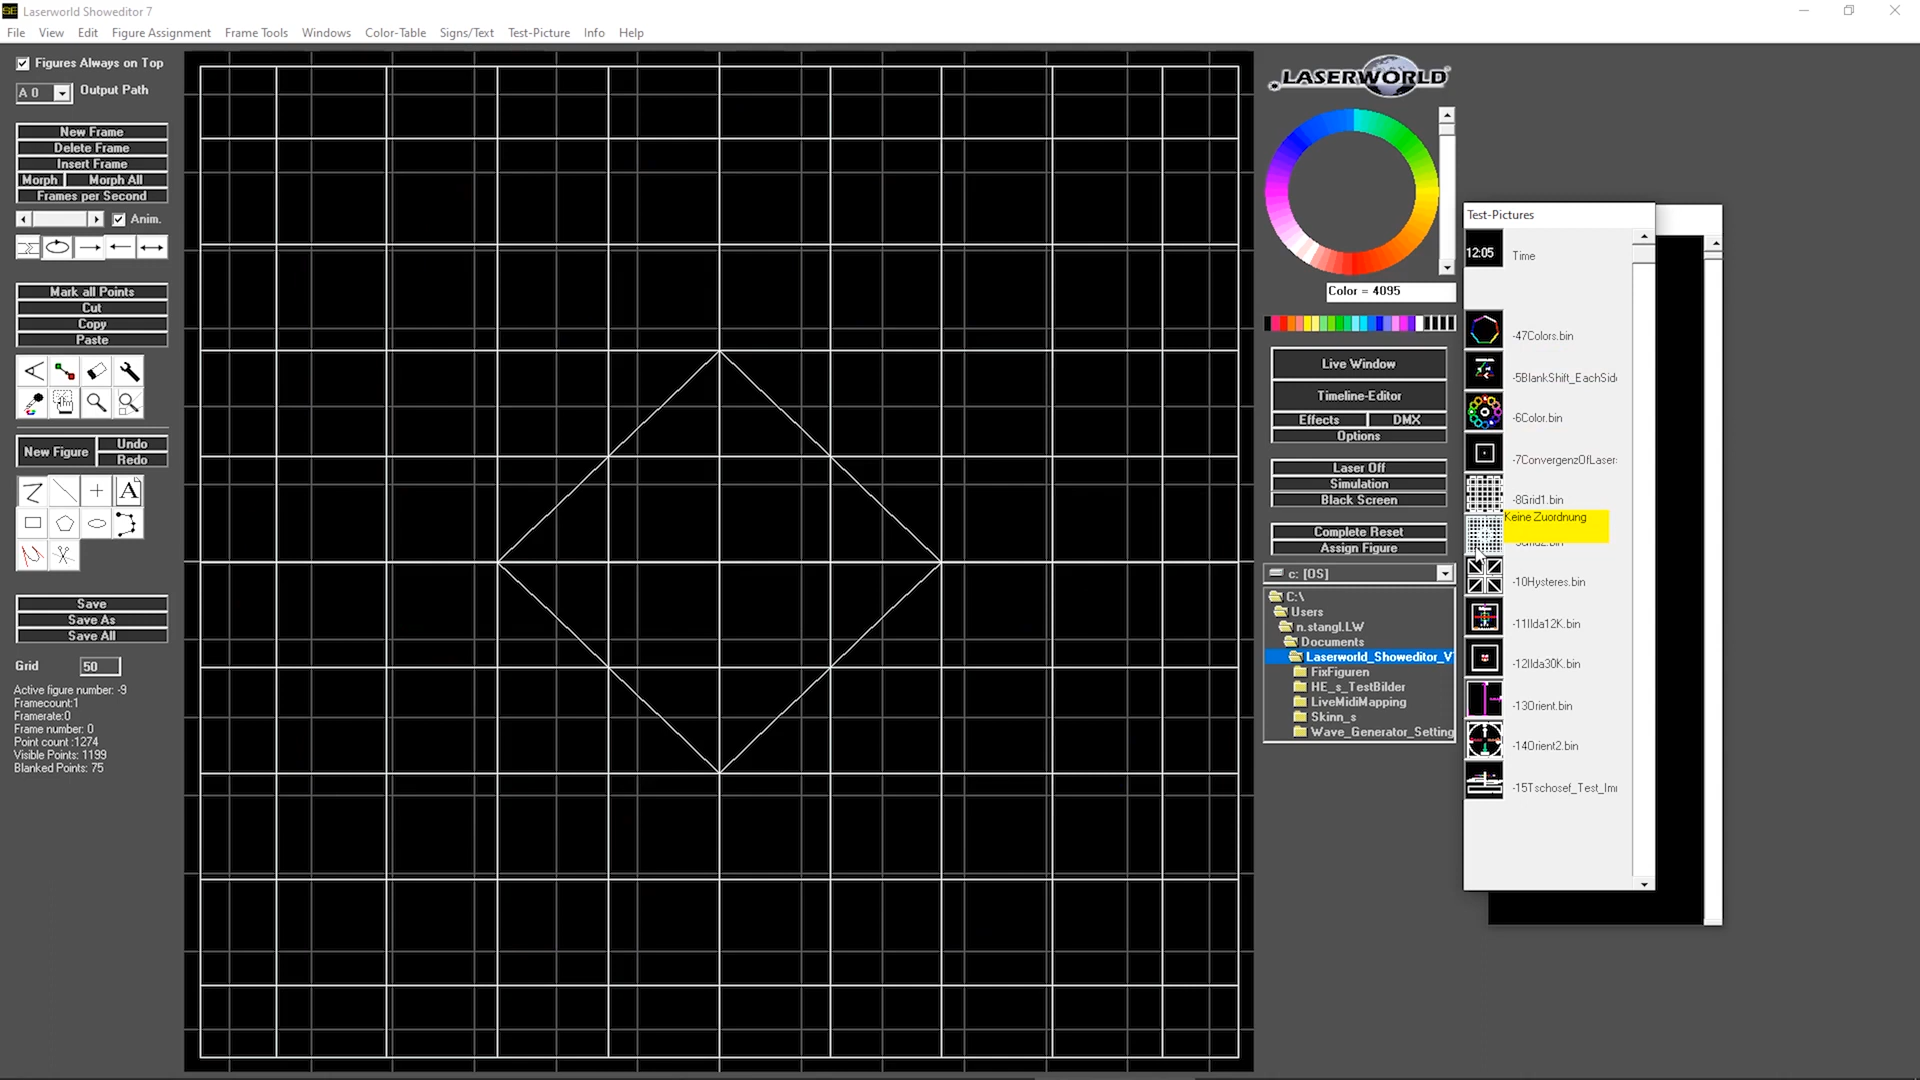 Laserworld Showeditor 7
File View Edit Figure Assignment Frame Tools Windows Color-Table Signs/Text Test-Picture Info Help
Figures Always on Top
A 0 Output Path
New Frame
Delete Frame
Insert Frame
Morph Morph All
Frames per Second
Anim.
Mark all Points
Cut
Copy
Paste
New Figure
Undo
Redo
A
Save
Save As
Save All
Grid 50
Active figure number: -9
Framecount:1
Framerate:0
Frame number: 0
Point count :1274
Visible Points: 1199
Blanked Points: 75
LASERWORLD
Color = 4095
Live Window
Timeline-Editor
Effects DMX
Options
Laser Off
Simulation
Black Screen
Complete Reset
Assign Figure
c: [OS]
C:\
Users
n.stangl.LW
Documents
Laserworld_Showeditor_V
FixFiguren
HE_s_TestBilder
LiveMidiMapping
Skinn_s
Wave_Generator_Setting
Test-Pictures
12:05 Time
-47Colors.bin
-5BlankShift_EachSid
-6Color.bin
-7ConvergenzOfLaser
-8Grid1.bin
Keine Zuordnung
-10Hysteres.bin
-11Ilda12K.bin
-12Ilda30K.bin
-13Orient.bin
-14Orient2.bin
-15Tschosef_Test_Im